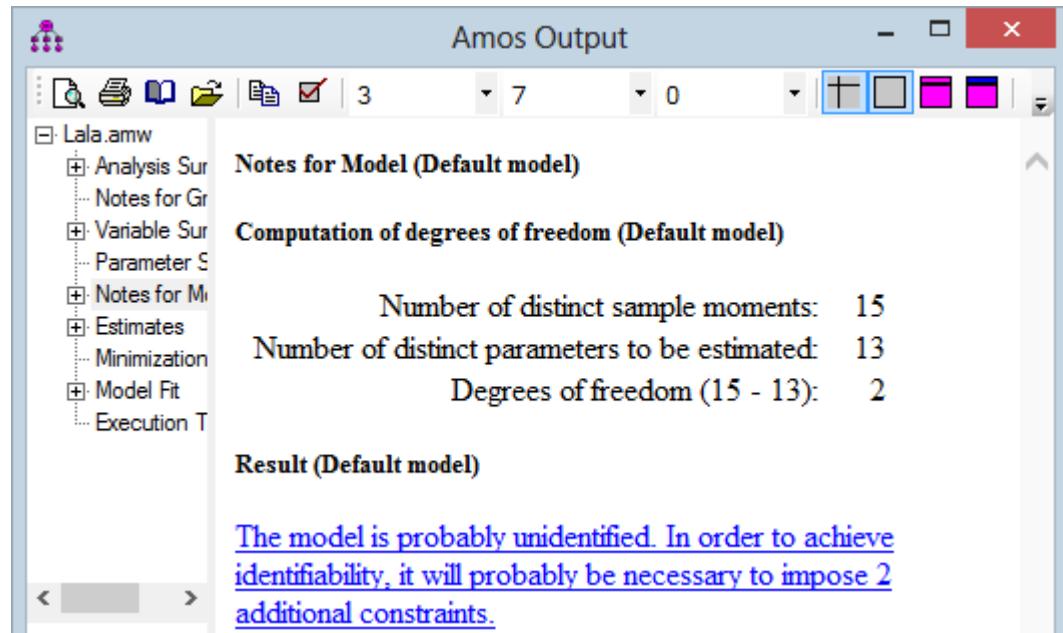 Amos Output
3 7 0
Lala.amw
Analysis Sur
Notes for Gr
Variable Sur
Parameter S
Notes for Mo
Estimates
Minimization
Model Fit
Execution T
Notes for Model (Default model)
Computation of degrees of freedom (Default model)
Number of distinct sample moments: 15
Number of distinct parameters to be estimated: 13
Degrees of freedom (15 - 13): 2
Result (Default model)
The model is probably unidentified. In order to achieve
identifiability, it will probably be necessary to impose 2
additional constraints.